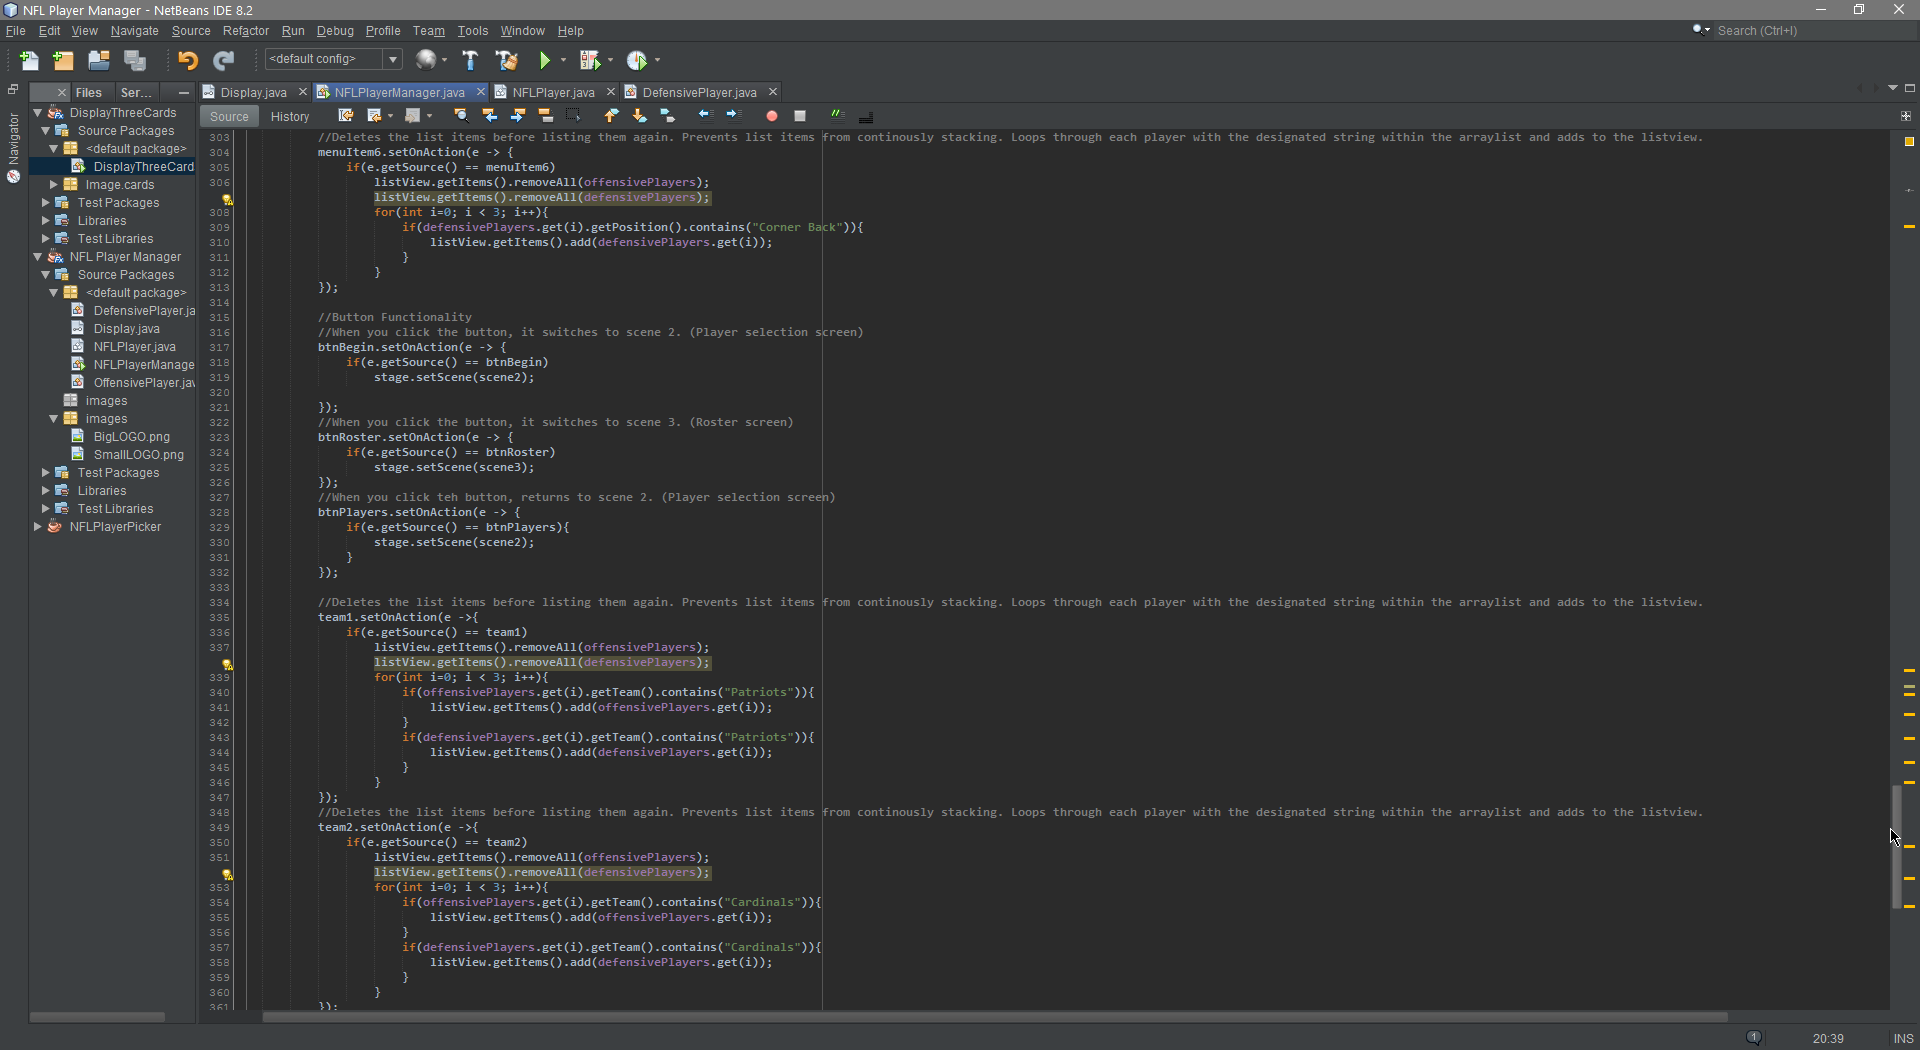 NFL Player Manager - NetBeans IDE 8.2
File Edit View Navigate Source Refactor Run Debug Profile Team Tools Window Help
Search (Ctrl+I)
<default config>
Files Ser...
Display.java NFLPlayerManager.java NFLPlayer.java DefensivePlayer.java
Source History
Navigator
DisplayThreeCards
Source Packages
<default package>
DisplayThreeCard
Image.cards
Test Packages
Libraries
Test Libraries
NFL Player Manager
Source Packages
<default package>
DefensivePlayer.ja
Display.java
NFLPlayer.java
NFLPlayerManage
OffensivePlayer.jav
images
images
BigLOGO.png
SmallLOGO.png
Test Packages
Libraries
Test Libraries
NFLPlayerPicker
303 //Deletes the list items before listing them again. Prevents list items from continously stacking. Loops through each player with the designated string within the arraylist and adds to the listview.
304 menuItem6.setOnAction(e -> {
305 if(e.getSource() == menuItem6)
306 listView.getItems().removeAll(offensivePlayers);
listView.getItems().removeAll(defensivePlayers);
308 for(int i=0; i < 3; i++){
309 if(defensivePlayers.get(i).getPosition().contains("Corner Back")){
310 listView.getItems().add(defensivePlayers.get(i));
311 }
312 }
313 });
314
315 //Button Functionality
316 //When you click the button, it switches to scene 2. (Player selection screen)
317 btnBegin.setOnAction(e -> {
318 if(e.getSource() == btnBegin)
319 stage.setScene(scene2);
320
321 });
322 //When you click the button, it switches to scene 3. (Roster screen)
323 btnRoster.setOnAction(e -> {
324 if(e.getSource() == btnRoster)
325 stage.setScene(scene3);
326 });
327 //When you click teh button, returns to scene 2. (Player selection screen)
328 btnPlayers.setOnAction(e -> {
329 if(e.getSource() == btnPlayers){
330 stage.setScene(scene2);
331 }
332 });
333
334 //Deletes the list items before listing them again. Prevents list items from continously stacking. Loops through each player with the designated string within the arraylist and adds to the listview.
335 team1.setOnAction(e ->{
336 if(e.getSource() == team1)
337 listView.getItems().removeAll(offensivePlayers);
listView.getItems().removeAll(defensivePlayers);
339 for(int i=0; i < 3; i++){
340 if(offensivePlayers.get(i).getTeam().contains("Patriots")){
341 listView.getItems().add(offensivePlayers.get(i));
342 }
343 if(defensivePlayers.get(i).getTeam().contains("Patriots")){
344 listView.getItems().add(defensivePlayers.get(i));
345 }
346 }
347 });
348 //Deletes the list items before listing them again. Prevents list items from continously stacking. Loops through each player with the designated string within the arraylist and adds to the listview.
349 team2.setOnAction(e ->{
350 if(e.getSource() == team2)
351 listView.getItems().removeAll(offensivePlayers);
listView.getItems().removeAll(defensivePlayers);
353 for(int i=0; i < 3; i++){
354 if(offensivePlayers.get(i).getTeam().contains("Cardinals")){
355 listView.getItems().add(offensivePlayers.get(i));
356 }
357 if(defensivePlayers.get(i).getTeam().contains("Cardinals")){
358 listView.getItems().add(defensivePlayers.get(i));
359 }
360 }
361 });
1
20:39 INS